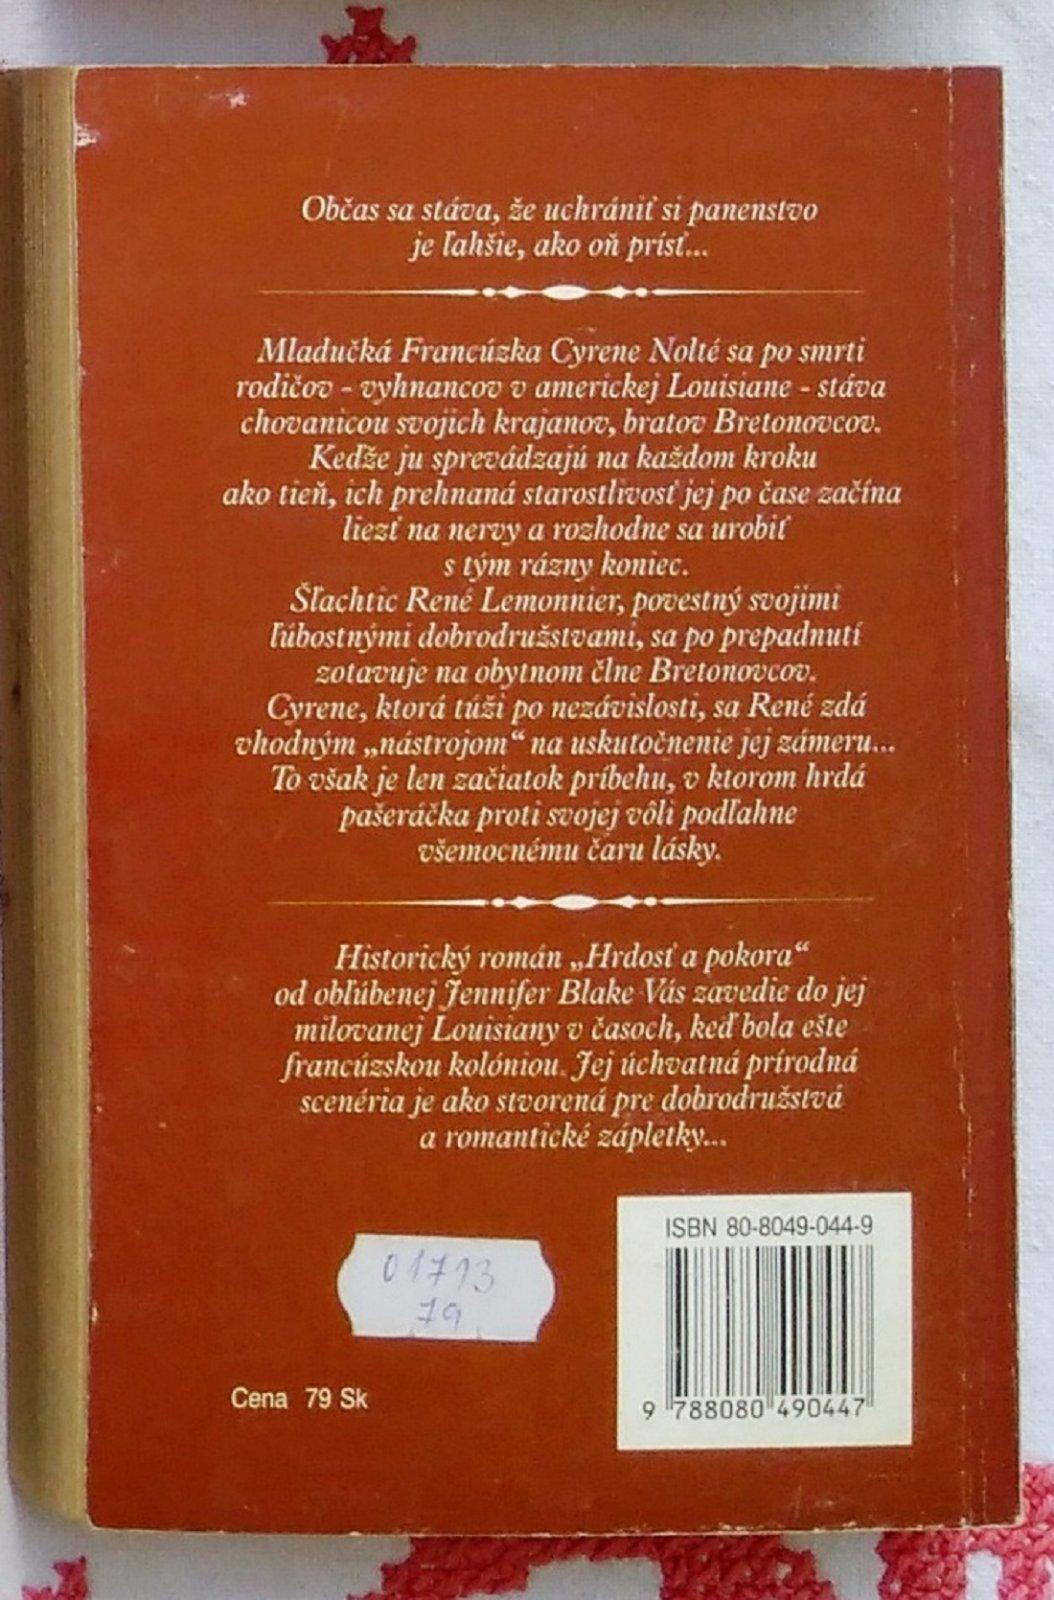 Občas sa stáva, že uchrániť si panenstvo
je ľahšie, ako oň prísť...
Mladučká Francúzka Cyrene Nolté sa po smrti
rodičov - vyhnancov v americkej Louisiane - stáva
chovanicou svojich krajanov, bratov Bretonovcov.
Keďže ju sprevádzajú na každom kroku
ako tieň, ich prehnaná starostlivosť jej po čase začína
liezť na nervy a rozhodne sa urobiť
s tým rázny koniec.
Šľachtic René Lemonnier, povestný svojimi
ľúbostnými dobrodružstvami, sa po prepadnutí
zotavuje na obytnom člne Bretonovcov.
Cyrene, ktorá túži po nezávislosti, sa René zdá
vhodným „nástrojom“ na uskutočnenie jej zámeru...
To však je len začiatok príbehu, v ktorom hrdá
pašeráčka proti svojej vôli podľahne
všemocnému čaru lásky.
Historický román „Hrdosť a pokora“
od obľúbenej Jennifer Blake Vás zavedie do jej
milovanej Louisiany v časoch, keď bola ešte
francúzskou kolóniou. Jej úchvatná prírodná
scenéria je ako stvorená pre dobrodružstvá
a romantické zápletky...
ISBN 80-8049-044-9
01713
79
Cena 79 Sk
9 788080 490447